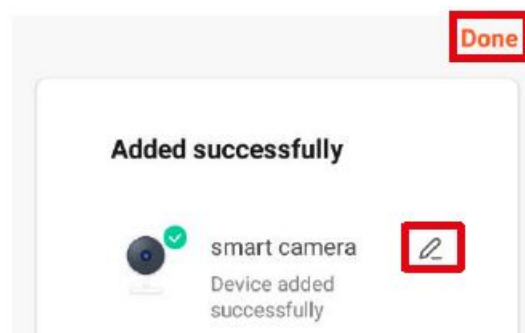 Done
Added successfully
smart camera
Device added
successfully